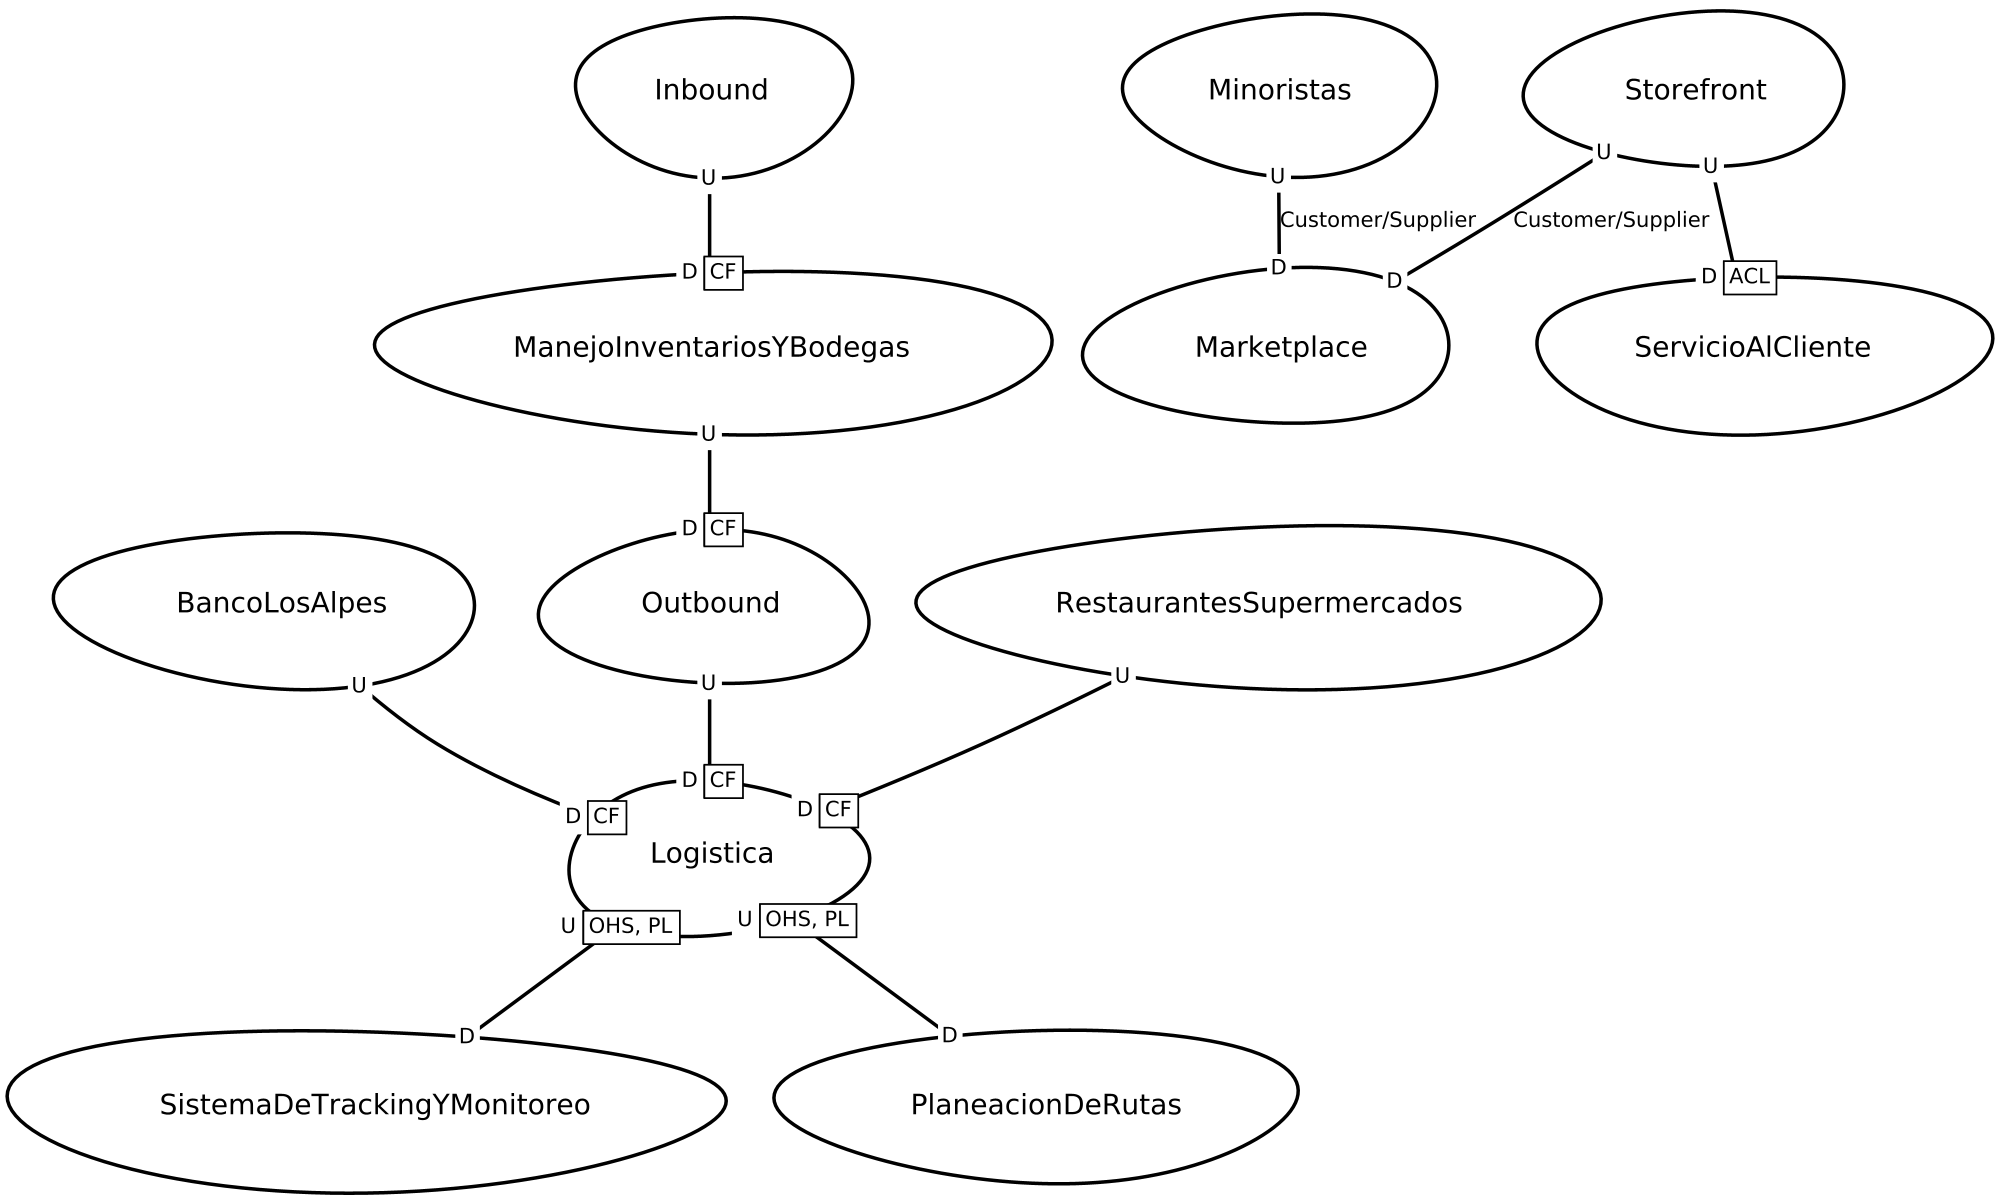 Inbound
Minoristas
Storefront
U
U
U
U
Customer/Supplier
Customer/Supplier
D CF
D
D
D ACL
ManejoInventariosYBodegas
Marketplace
ServicioAlCliente
U
D CF
BancoLosAlpes
Outbound
RestaurantesSupermercados
U
U
U
D CF
D CF
D CF
Logistica
U OHS, PL
U OHS, PL
D
D
SistemaDeTrackingYMonitoreo
PlaneacionDeRutas